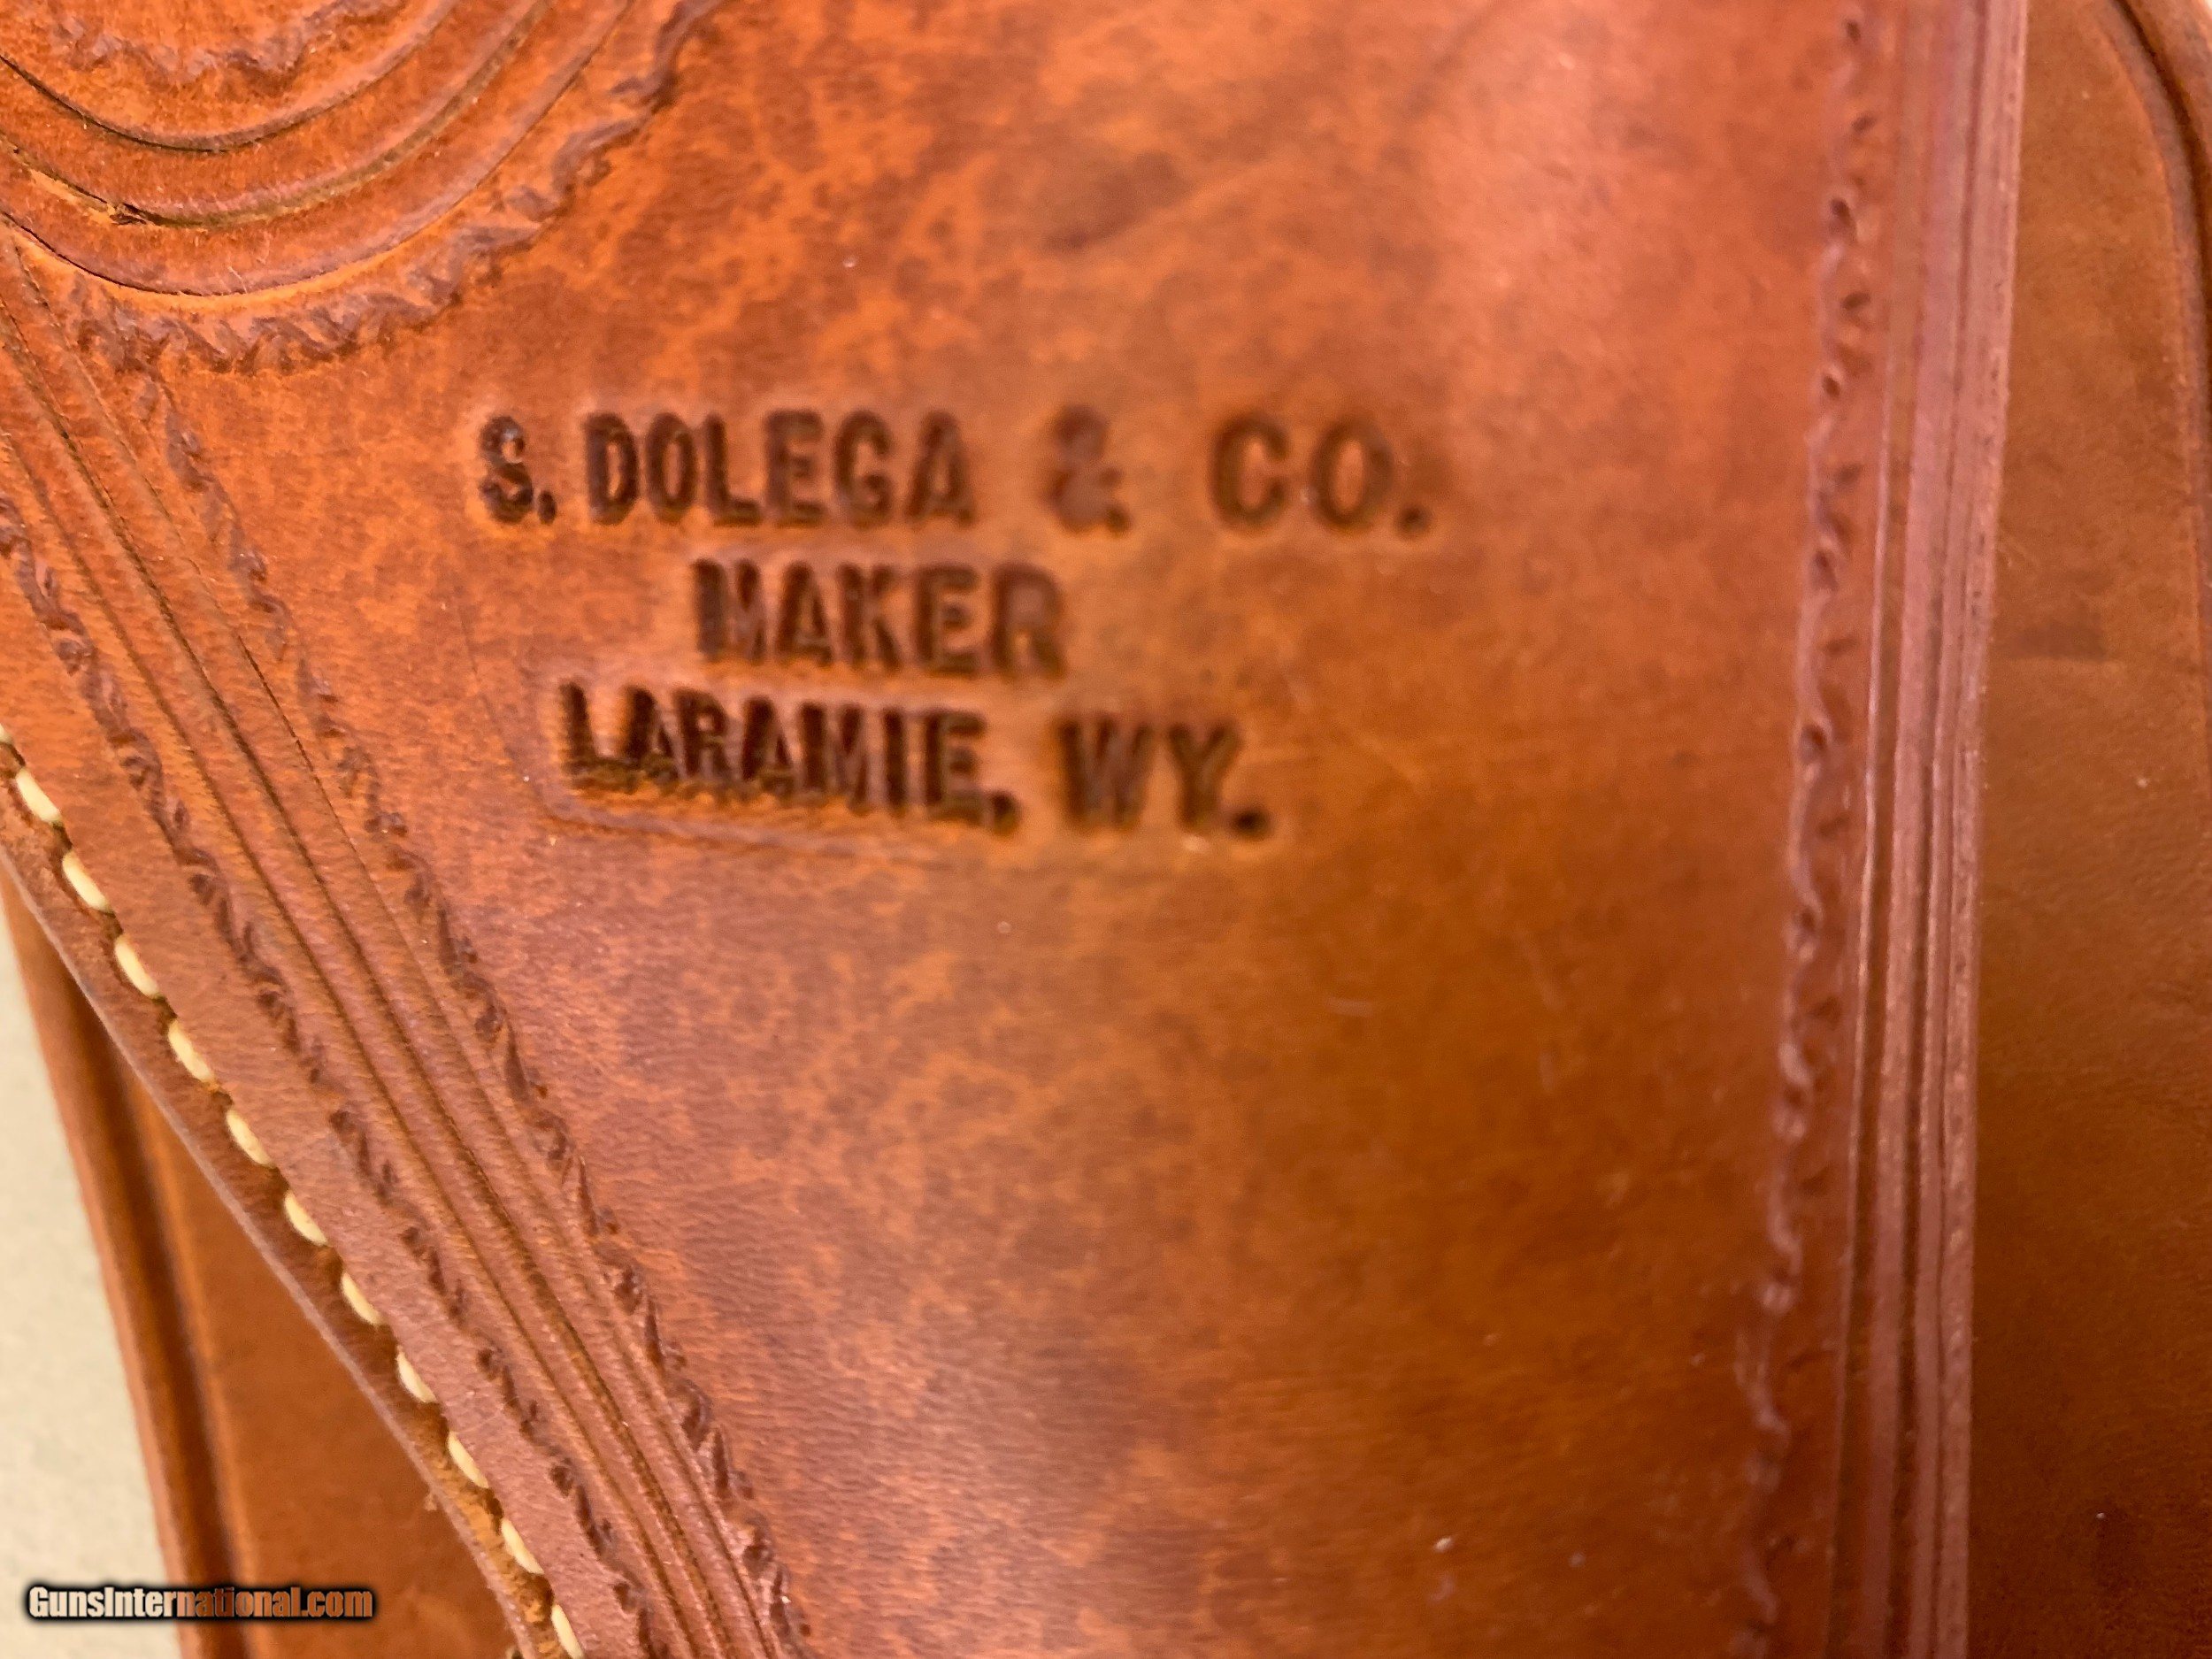 S. DOLEGA & CO.
MAKER
LARAMIE, WY.
GunsInternational.com